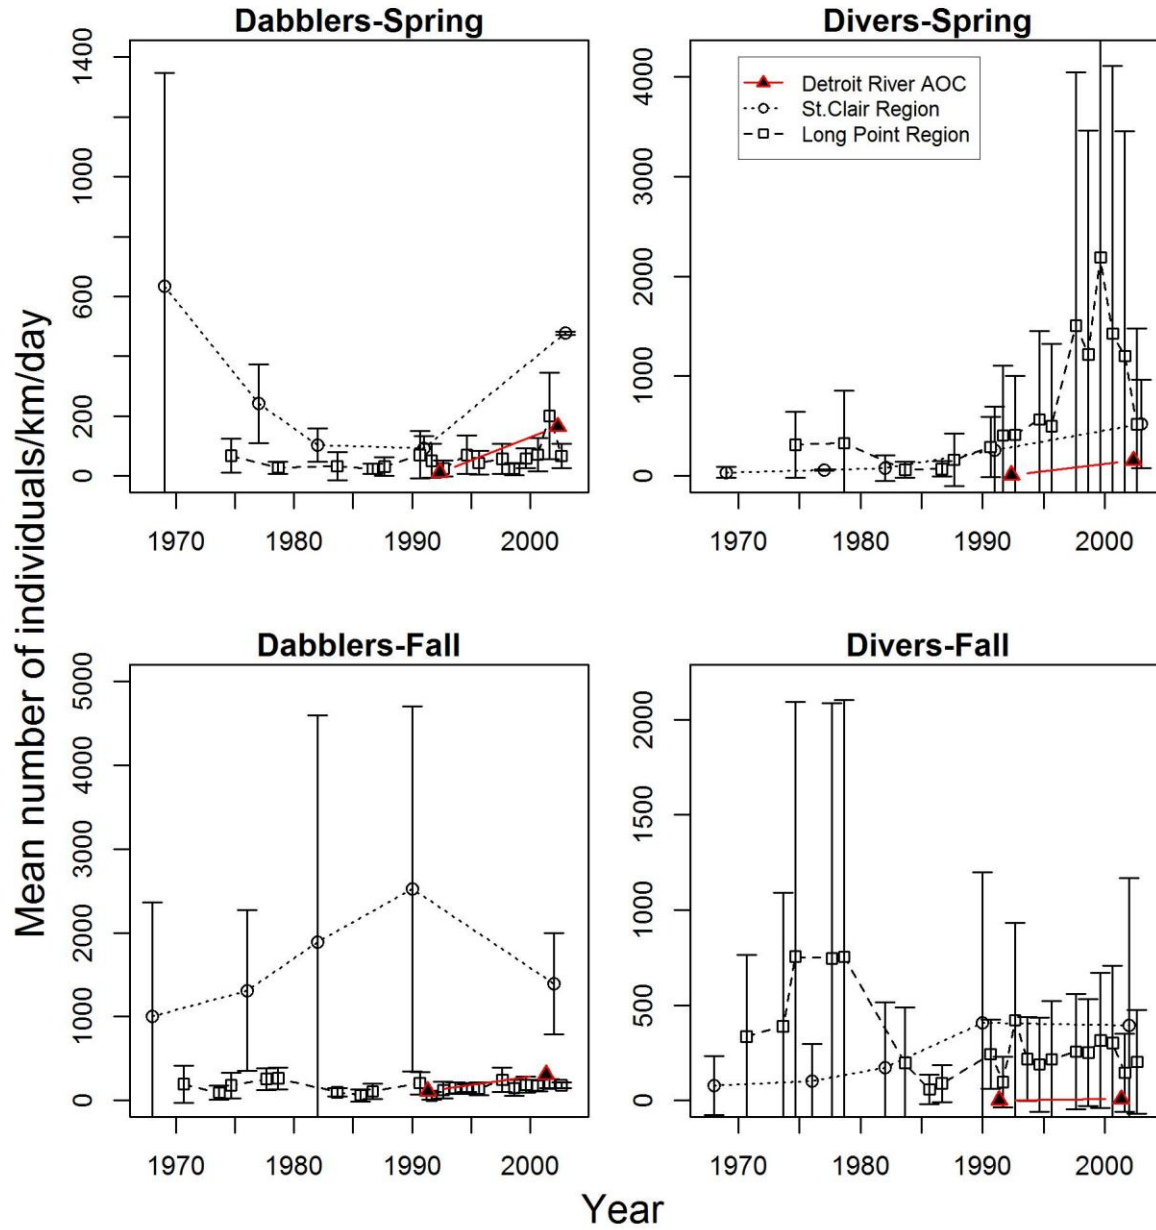 Dabblers-Spring
Divers-Spring
Mean number of individuals/km/day
1400
1000
600
200
0
1970 1980 1990 2000
4000
3000
2000
1000
0
1970 1980 1990 2000
Detroit River AOC
St.Clair Region
Long Point Region
Dabblers-Fall
Divers-Fall
5000
4000
3000
2000
1000
0
1970 1980 1990 2000
2000
1500
1000
500
0
1970 1980 1990 2000
Year